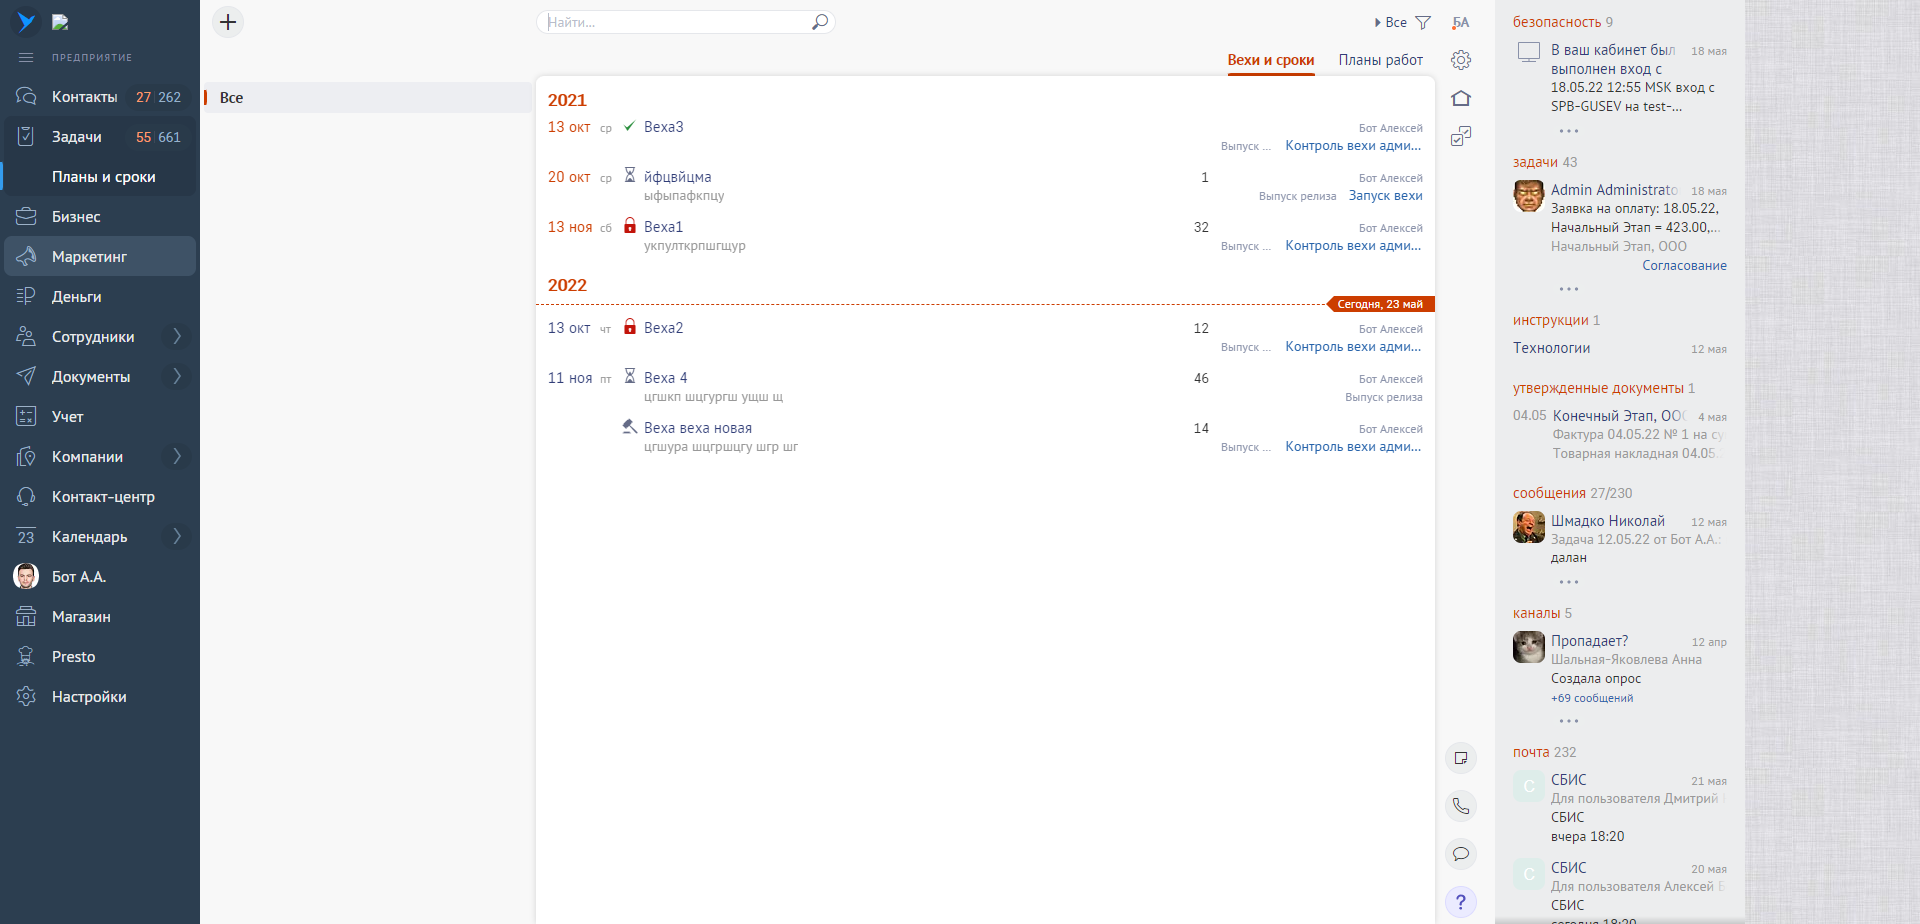 ПРЕДПРИЯТИЕ
Контакты 27 262
Задачи 55 661
Планы и сроки
Бизнес
Маркетинг
Деньги
Сотрудники
Документы
Учет
Компании
Контакт-центр
23 Календарь
Бот А.А.
Магазин
Presto
Настройки
Найти...
Все
БА
Вехи и сроки Планы работ
Все
2021
13 окт ср Веха3 Бот Алексей
Выпуск ... Контроль вехи адми...
20 окт ср йфцвйцма 1 Бот Алексей
ыфыпафкпцу Выпуск релиза Запуск вехи
13 ноя сб Веха1 32 Бот Алексей
укпулткрпшгщур Выпуск ... Контроль вехи адми...
2022
Сегодня, 23 май
13 окт чт Веха2 12 Бот Алексей
Выпуск ... Контроль вехи адми...
11 ноя пт Веха 4 46 Бот Алексей
цгшкп шцгургш ущш щ Выпуск релиза
Веха веха новая 14 Бот Алексей
цгшура шцгршцгу шгр шг Выпуск ... Контроль вехи адми...
?
безопасность 9
В ваш кабинет был 18 мая
выполнен вход с
18.05.22 12:55 MSK вход с
SPB-GUSEV на test-...
задачи 43
Admin Administrato 18 мая
Заявка на оплату: 18.05.22,
Начальный Этап = 423.00,...
Начальный Этап, ООО
Согласование
инструкции 1
Технологии 12 мая
утвержденные документы 1
04.05 Конечный Этап, ООО 4 мая
Фактура 04.05.22 № 1 на су
Товарная накладная 04.05.
сообщения 27/230
Шмадко Николай 12 мая
Задача 12.05.22 от Бот А.А.:
далан
каналы 5
Пропадает? 12 апр
Шальная-Яковлева Анна
Создала опрос
+69 сообщений
почта 232
С СБИС 21 мая
Для пользователя Дмитрий
СБИС
вчера 18:20
С СБИС 20 мая
Для пользователя Алексей Б
СБИС
сегодня 18:20